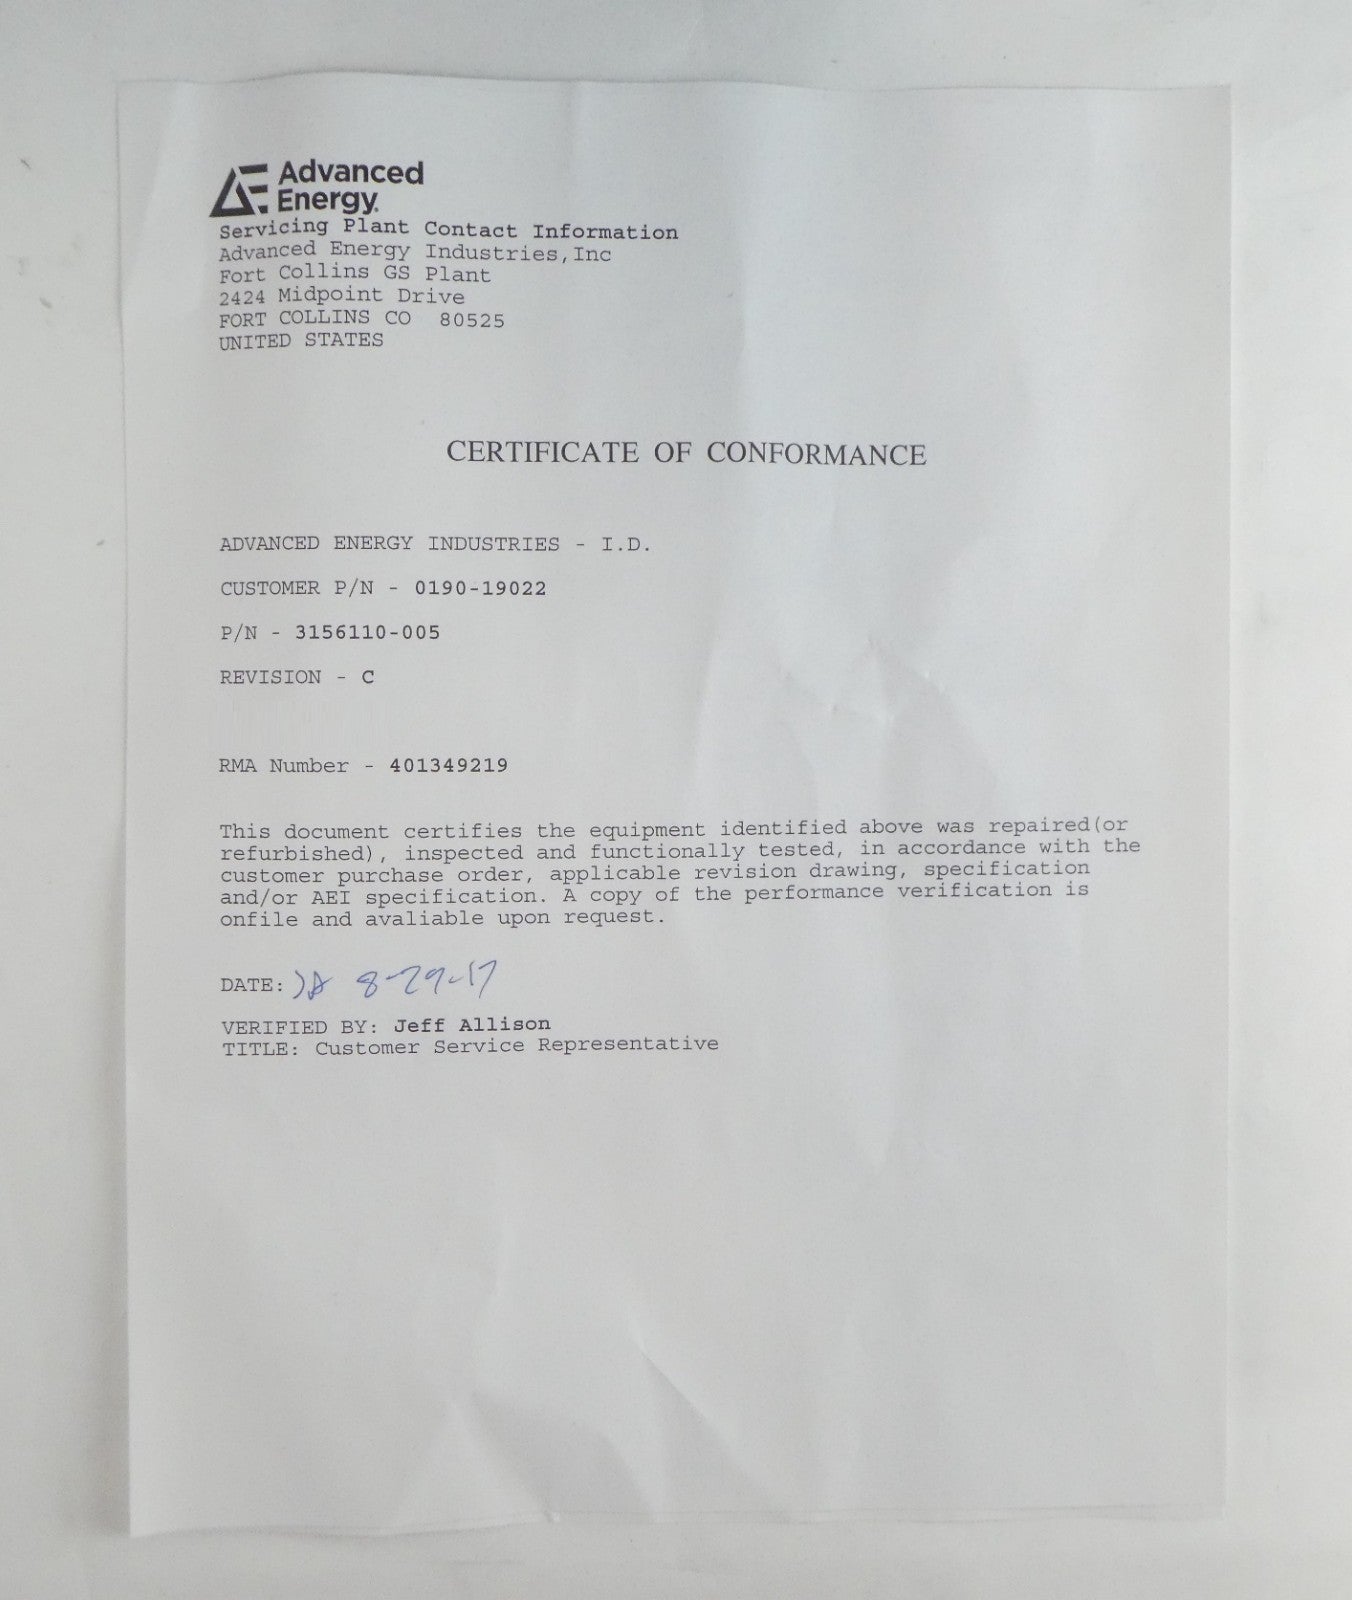 Advanced
Energy.
Servicing Plant Contact Information
Advanced Energy Industries,Inc
Fort Collins GS Plant
2424 Midpoint Drive
FORT COLLINS CO 80525
UNITED STATES
CERTIFICATE OF CONFORMANCE
ADVANCED ENERGY INDUSTRIES - I.D.
CUSTOMER P/N - 0190-19022
P/N - 3156110-005
REVISION - C
RMA Number - 401349219
This document certifies the equipment identified above was repaired(or
refurbished), inspected and functionally tested, in accordance with the
customer purchase order, applicable revision drawing, specification
and/or AEI specification. A copy of the performance verification is
onfile and avaliable upon request.
DATE: 8-29-17
VERIFIED BY: Jeff Allison
TITLE: Customer Service Representative